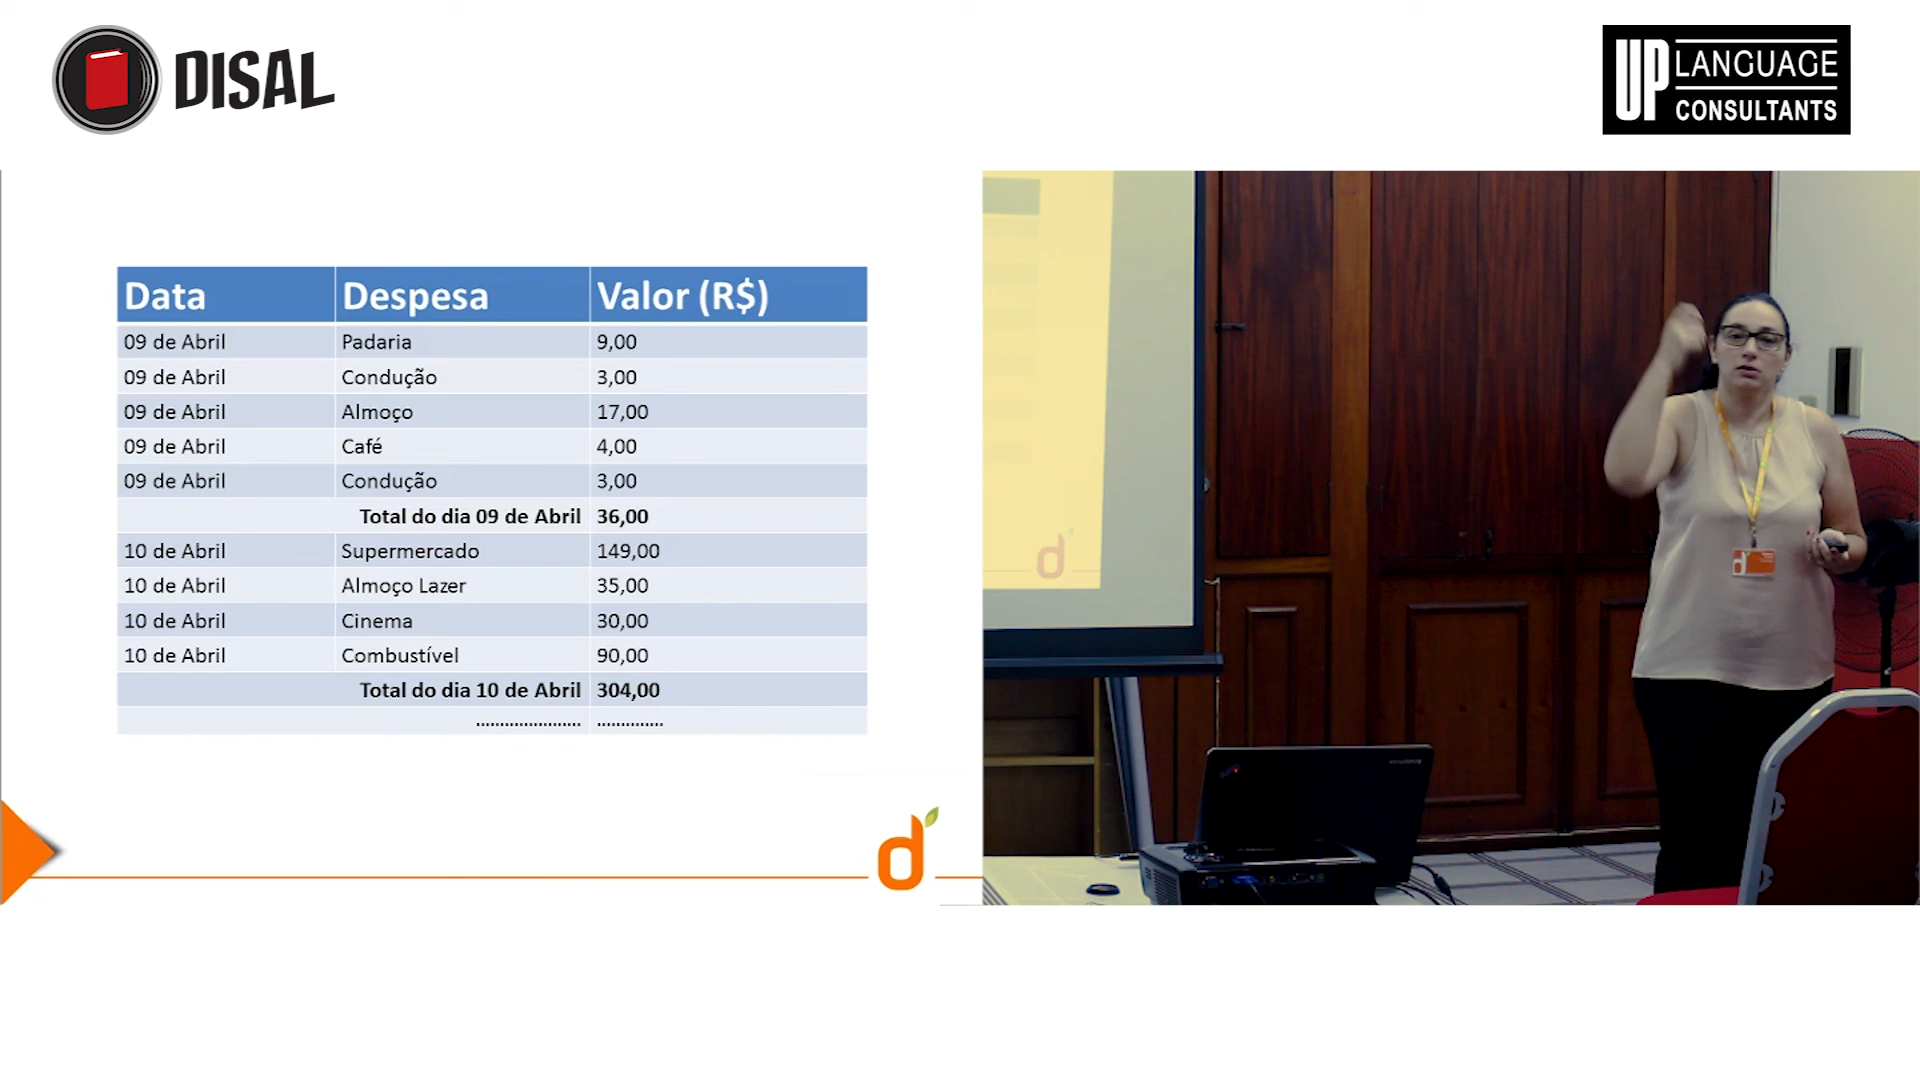 DISAL
UP LANGUAGE
CONSULTANTS
Data Despesa Valor (R$)
09 de Abril Padaria 9,00
09 de Abril Condução 3,00
09 de Abril Almoço 17,00
09 de Abril Café 4,00
09 de Abril Condução 3,00
Total do dia 09 de Abril 36,00
10 de Abril Supermercado 149,00
10 de Abril Almoço Lazer 35,00
10 de Abril Cinema 30,00
10 de Abril Combustível 90,00
Total do dia 10 de Abril 304,00
...................... ..............
d
d
d